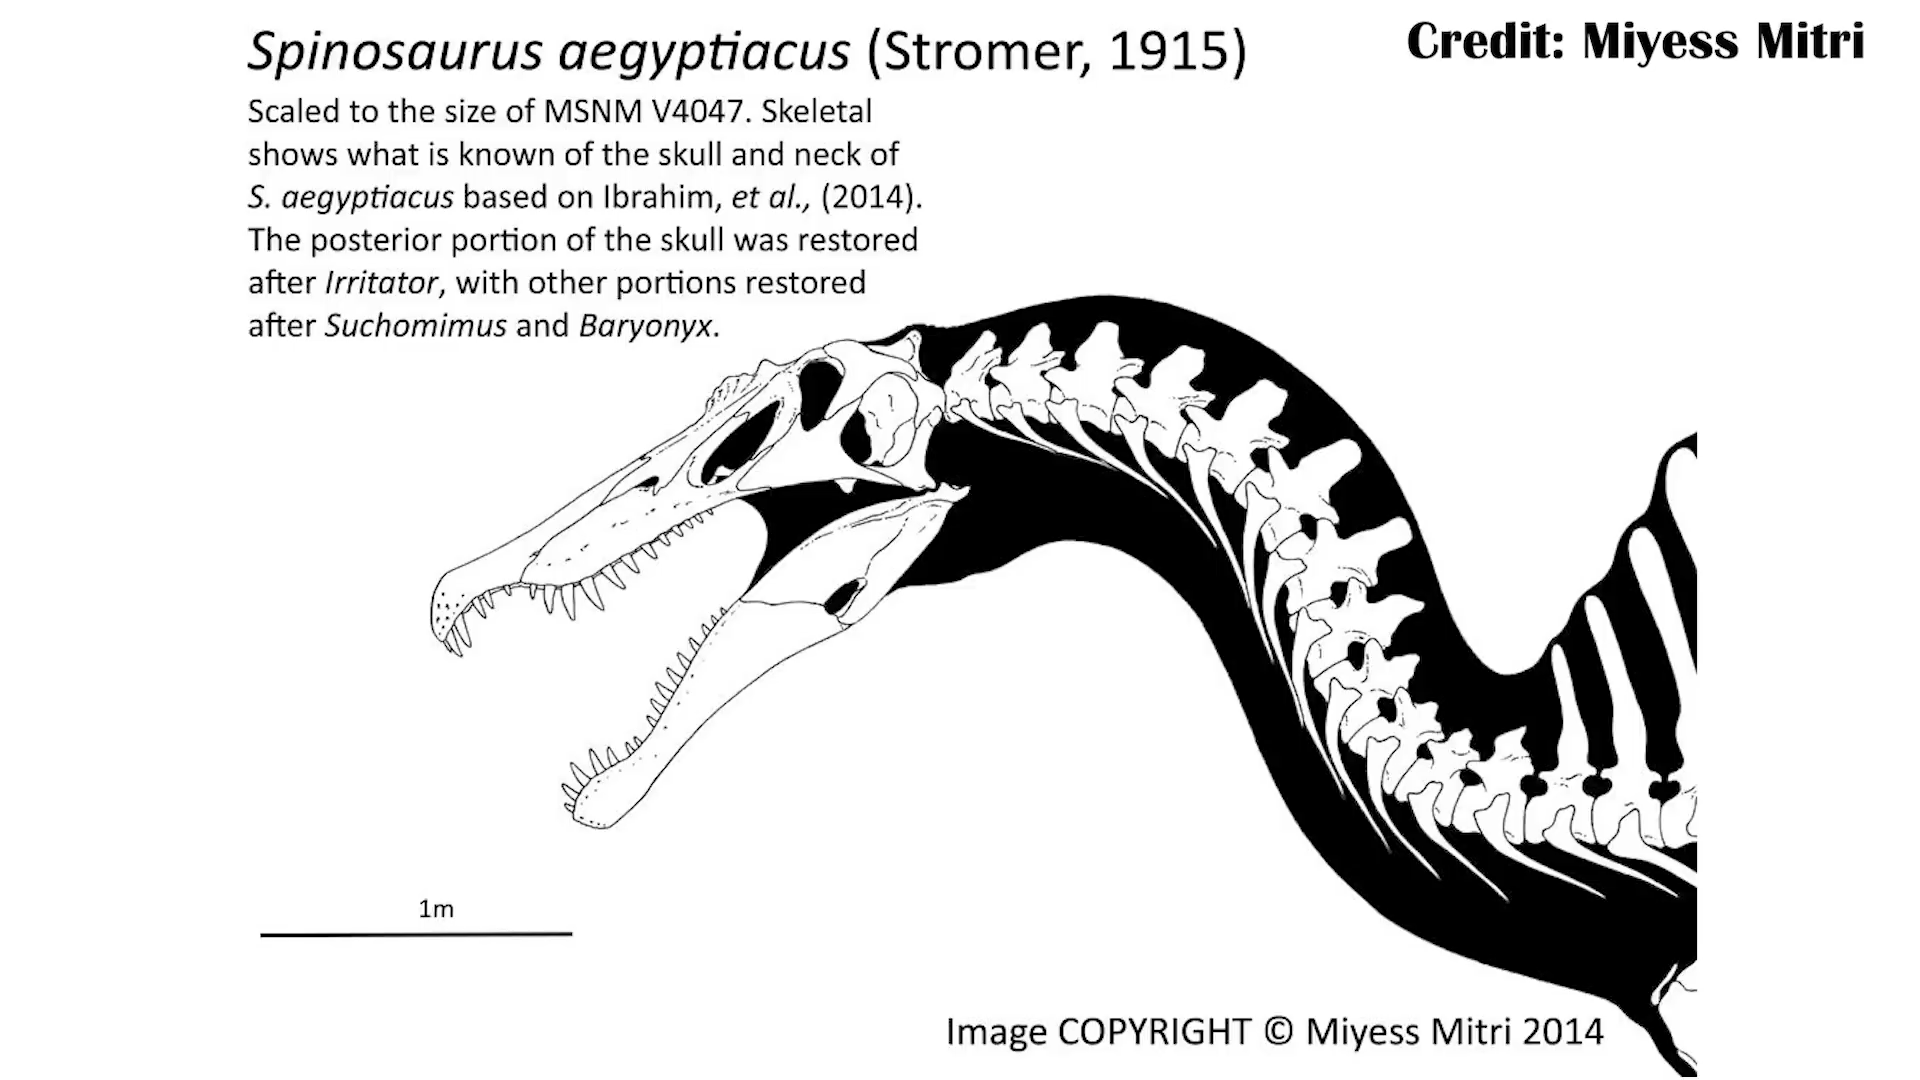 Spinosaurus aegyptiacus (Stromer, 1915)
Credit: Miyess Mitri
Scaled to the size of MSNM V4047. Skeletal
shows what is known of the skull and neck of
S. aegyptiacus based on Ibrahim, et al., (2014).
The posterior portion of the skull was restored
after Irritator, with other portions restored
after Suchomimus and Baryonyx.
1m
Image COPYRIGHT © Miyess Mitri 2014